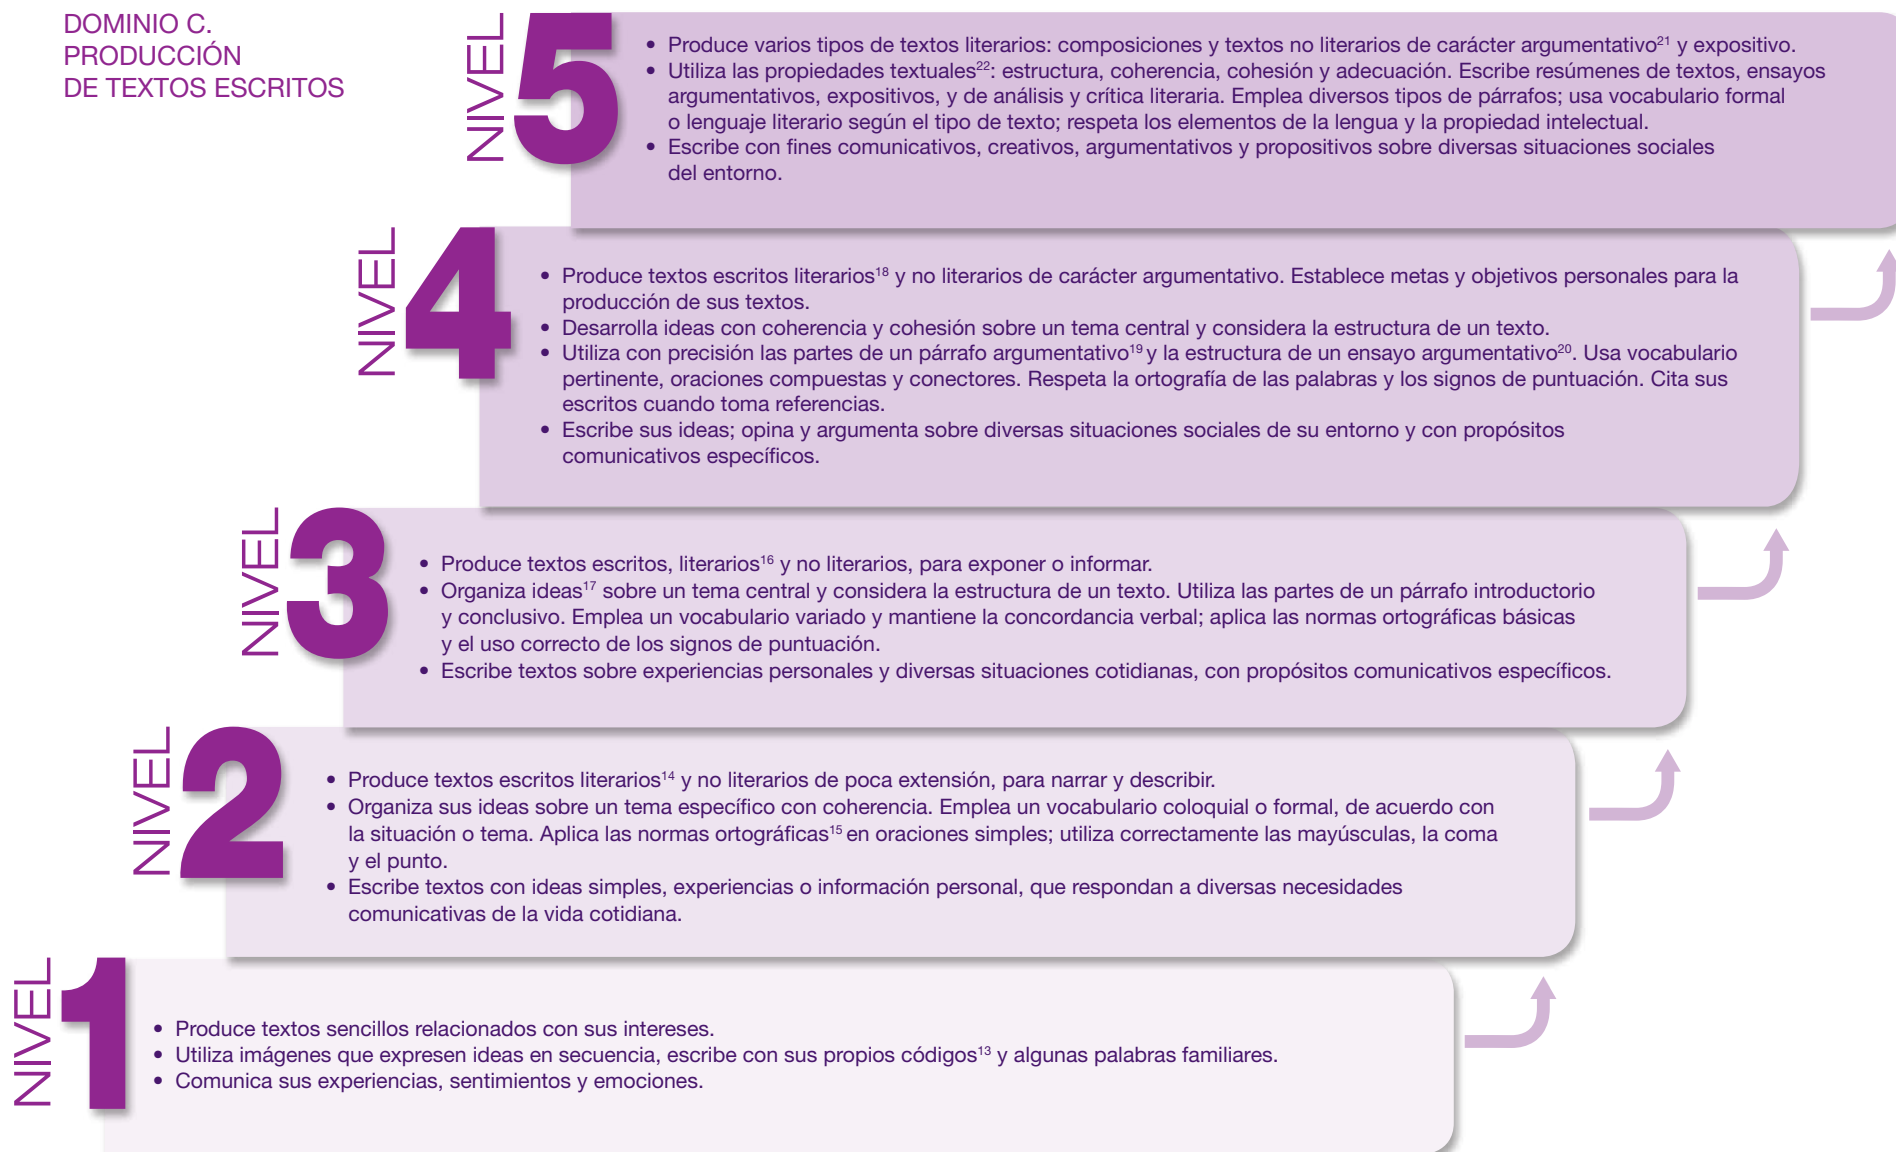 DOMINIO C.
PRODUCCIÓN
DE TEXTOS ESCRITOS
NIVEL 5
• Produce varios tipos de textos literarios: composiciones y textos no literarios de carácter argumentativo²¹ y expositivo.
• Utiliza las propiedades textuales²²: estructura, coherencia, cohesión y adecuación. Escribe resúmenes de textos, ensayos
argumentativos, expositivos, y de análisis y crítica literaria. Emplea diversos tipos de párrafos; usa vocabulario formal
o lenguaje literario según el tipo de texto; respeta los elementos de la lengua y la propiedad intelectual.
• Escribe con fines comunicativos, creativos, argumentativos y propositivos sobre diversas situaciones sociales
del entorno.
NIVEL 4
• Produce textos escritos literarios¹⁸ y no literarios de carácter argumentativo. Establece metas y objetivos personales para la
producción de sus textos.
• Desarrolla ideas con coherencia y cohesión sobre un tema central y considera la estructura de un texto.
• Utiliza con precisión las partes de un párrafo argumentativo¹⁹ y la estructura de un ensayo argumentativo²⁰. Usa vocabulario
pertinente, oraciones compuestas y conectores. Respeta la ortografía de las palabras y los signos de puntuación. Cita sus
escritos cuando toma referencias.
• Escribe sus ideas; opina y argumenta sobre diversas situaciones sociales de su entorno y con propósitos
comunicativos específicos.
NIVEL 3
• Produce textos escritos, literarios¹⁶ y no literarios, para exponer o informar.
• Organiza ideas¹⁷ sobre un tema central y considera la estructura de un texto. Utiliza las partes de un párrafo introductorio
y conclusivo. Emplea un vocabulario variado y mantiene la concordancia verbal; aplica las normas ortográficas básicas
y el uso correcto de los signos de puntuación.
• Escribe textos sobre experiencias personales y diversas situaciones cotidianas, con propósitos comunicativos específicos.
NIVEL 2
• Produce textos escritos literarios¹⁴ y no literarios de poca extensión, para narrar y describir.
• Organiza sus ideas sobre un tema específico con coherencia. Emplea un vocabulario coloquial o formal, de acuerdo con
la situación o tema. Aplica las normas ortográficas¹⁵ en oraciones simples; utiliza correctamente las mayúsculas, la coma
y el punto.
• Escribe textos con ideas simples, experiencias o información personal, que respondan a diversas necesidades
comunicativas de la vida cotidiana.
NIVEL 1
• Produce textos sencillos relacionados con sus intereses.
• Utiliza imágenes que expresen ideas en secuencia, escribe con sus propios códigos¹³ y algunas palabras familiares.
• Comunica sus experiencias, sentimientos y emociones.